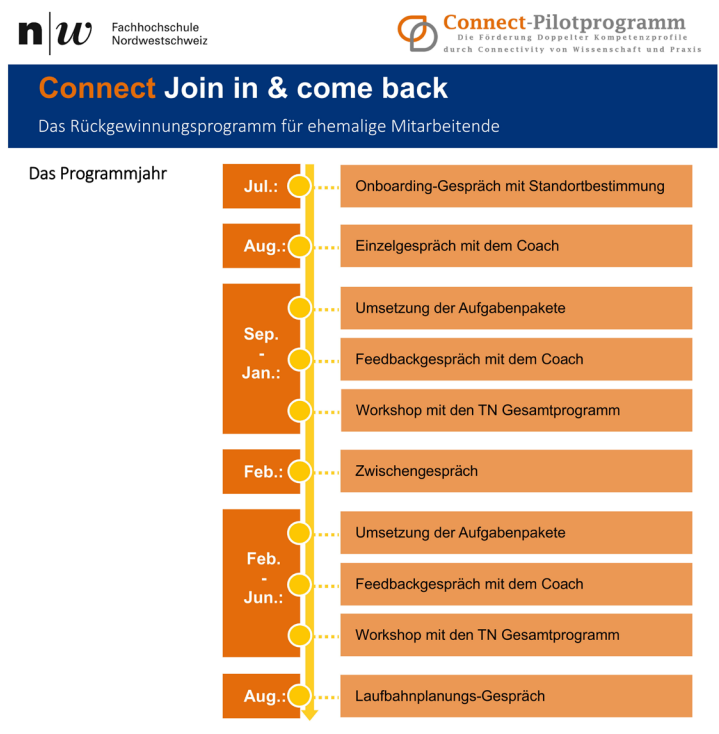 n|w Fachhochschule
Nordwestschweiz
Connect-Pilotprogramm
Die Förderung Doppelter Kompetenzprofile
durch Connectivity von Wissenschaft und Praxis
Connect Join in & come back
Das Rückgewinnungsprogramm für ehemalige Mitarbeitende
Das Programmjahr
Jul.: Onboarding-Gespräch mit Standortbestimmung
Aug.: Einzelgespräch mit dem Coach
Sep.
-
Jan.:
Umsetzung der Aufgabenpakete
Feedbackgespräch mit dem Coach
Workshop mit den TN Gesamtprogramm
Feb.: Zwischengespräch
Feb.
-
Jun.:
Umsetzung der Aufgabenpakete
Feedbackgespräch mit dem Coach
Workshop mit den TN Gesamtprogramm
Aug.: Laufbahnplanungs-Gespräch